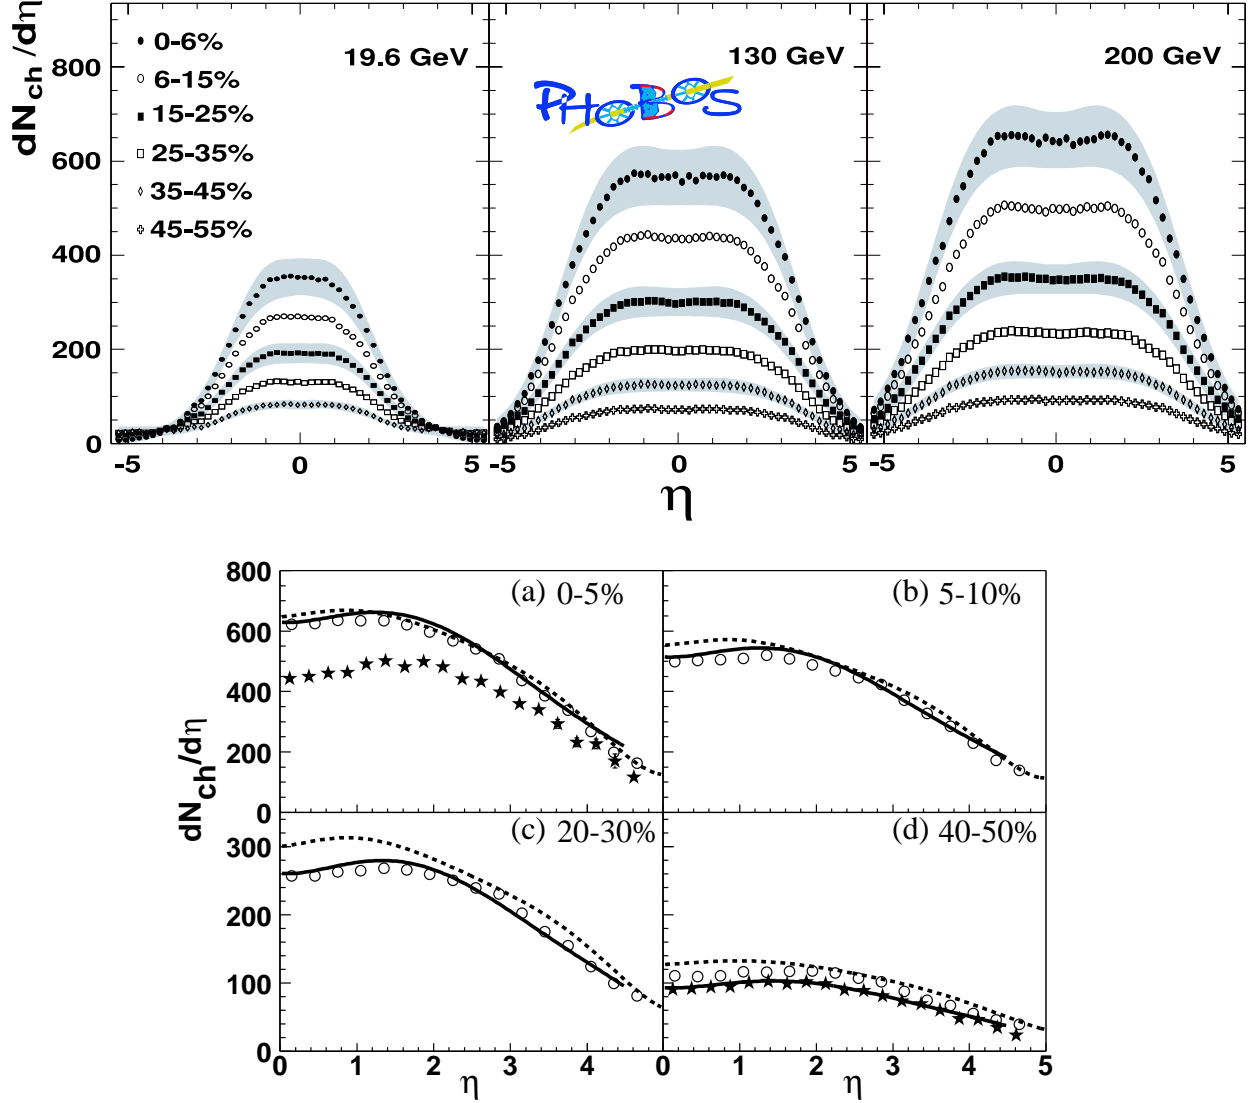 dN_ch/dη
800
600
400
200
0
0-6%
6-15%
15-25%
25-35%
35-45%
45-55%
19.6 GeV
PHOBOS
130 GeV
200 GeV
-5 0 5 -5 0 5 -5 0 5
η
dN_ch/dη
800
600
400
200
0
(a) 0-5%
(b) 5-10%
300
200
100
0
(c) 20-30%
(d) 40-50%
0 1 2 3 4 0 1 2 3 4 5
η η